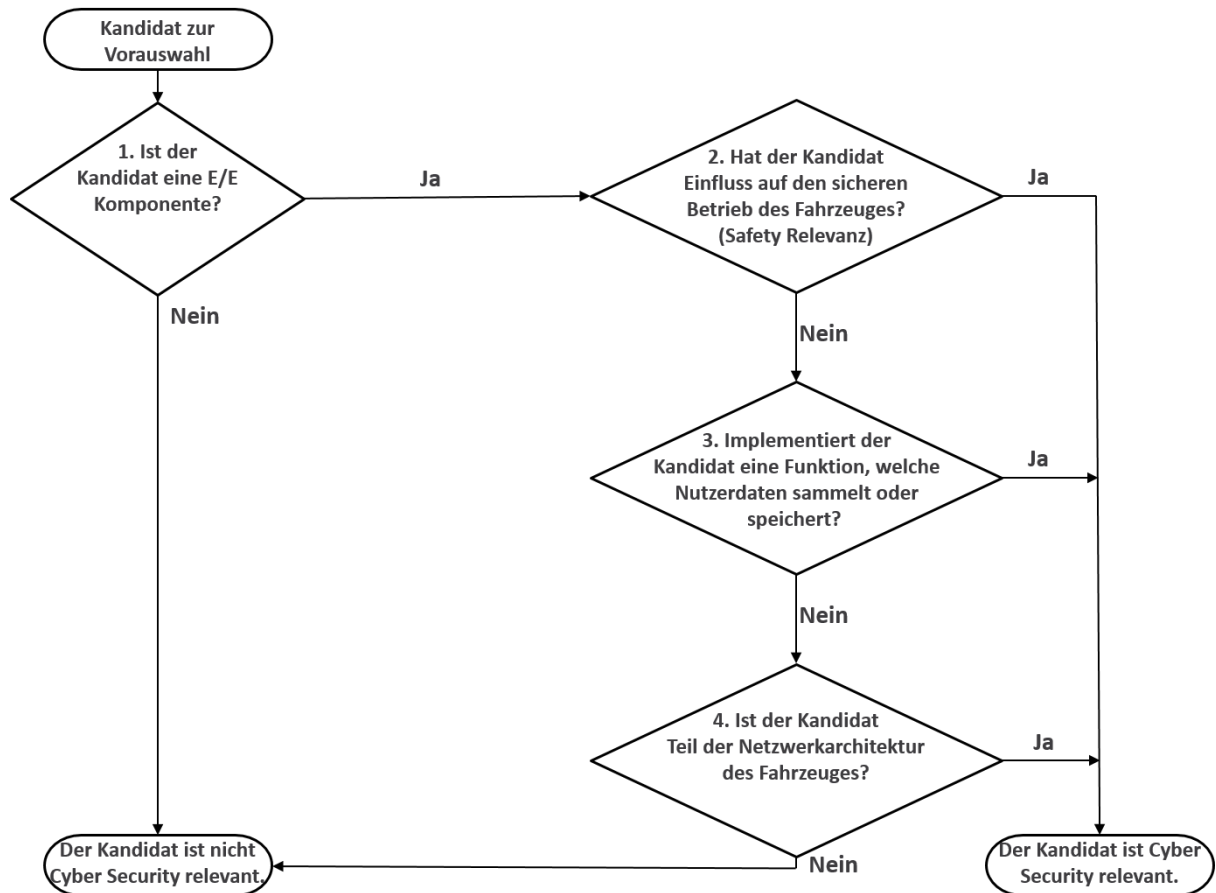 Kandidat zur
Vorauswahl
1. Ist der
Kandidat eine E/E
Komponente?
Ja
2. Hat der Kandidat
Einfluss auf den sicheren
Betrieb des Fahrzeuges?
(Safety Relevanz)
Ja
Nein
Nein
3. Implementiert der
Kandidat eine Funktion, welche
Nutzerdaten sammelt oder
speichert?
Ja
Nein
4. Ist der Kandidat
Teil der Netzwerkarchitektur
des Fahrzeuges?
Ja
Nein
Der Kandidat ist nicht
Cyber Security relevant.
Der Kandidat ist Cyber
Security relevant.